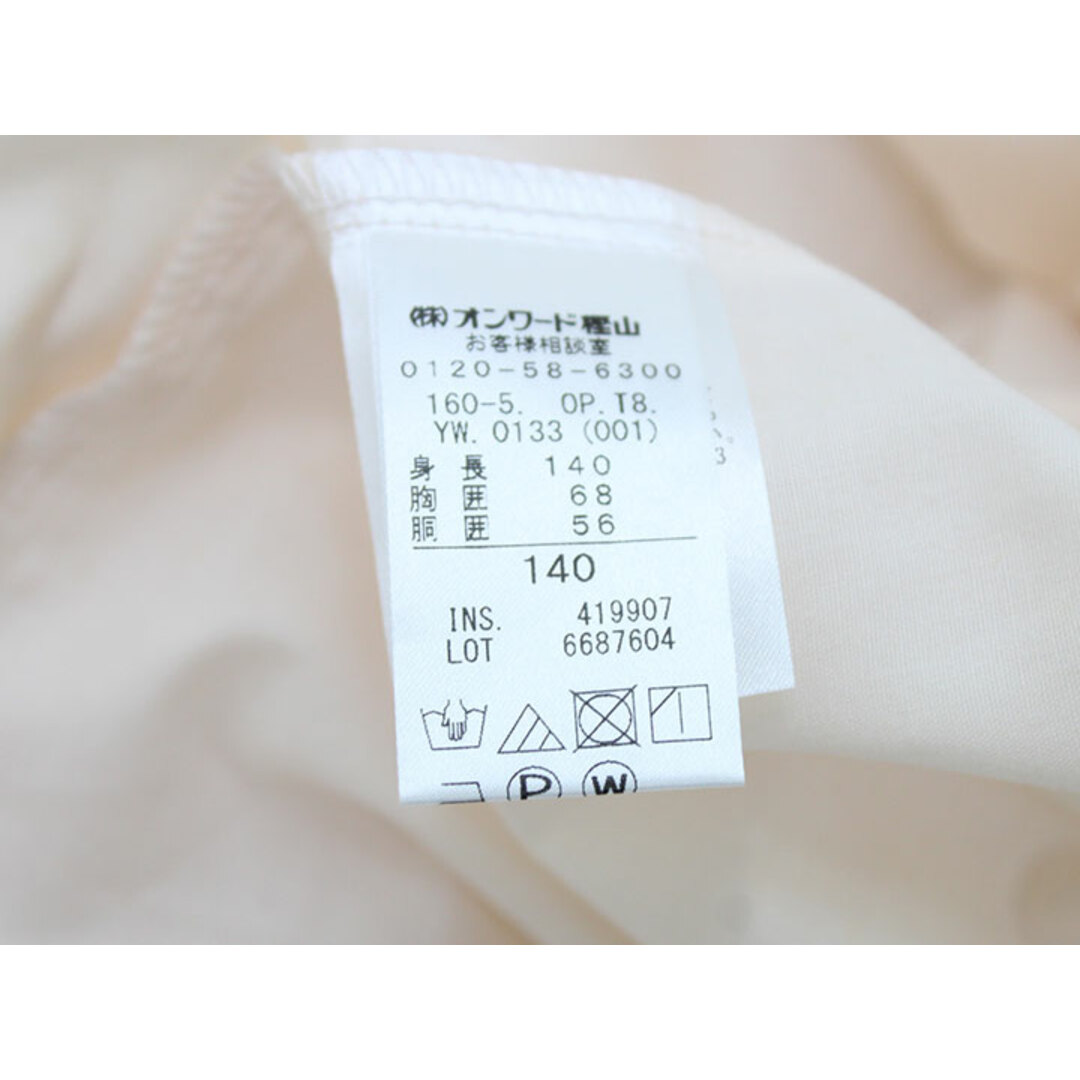 ㈱オンワード樫山
お客様相談室
0120-58-6300
160-5. OP.T8.
YW.0133 (001)
身長 140
胸囲 68
胴囲 56
140
INS. 419907
LOT 6687604
P W
3